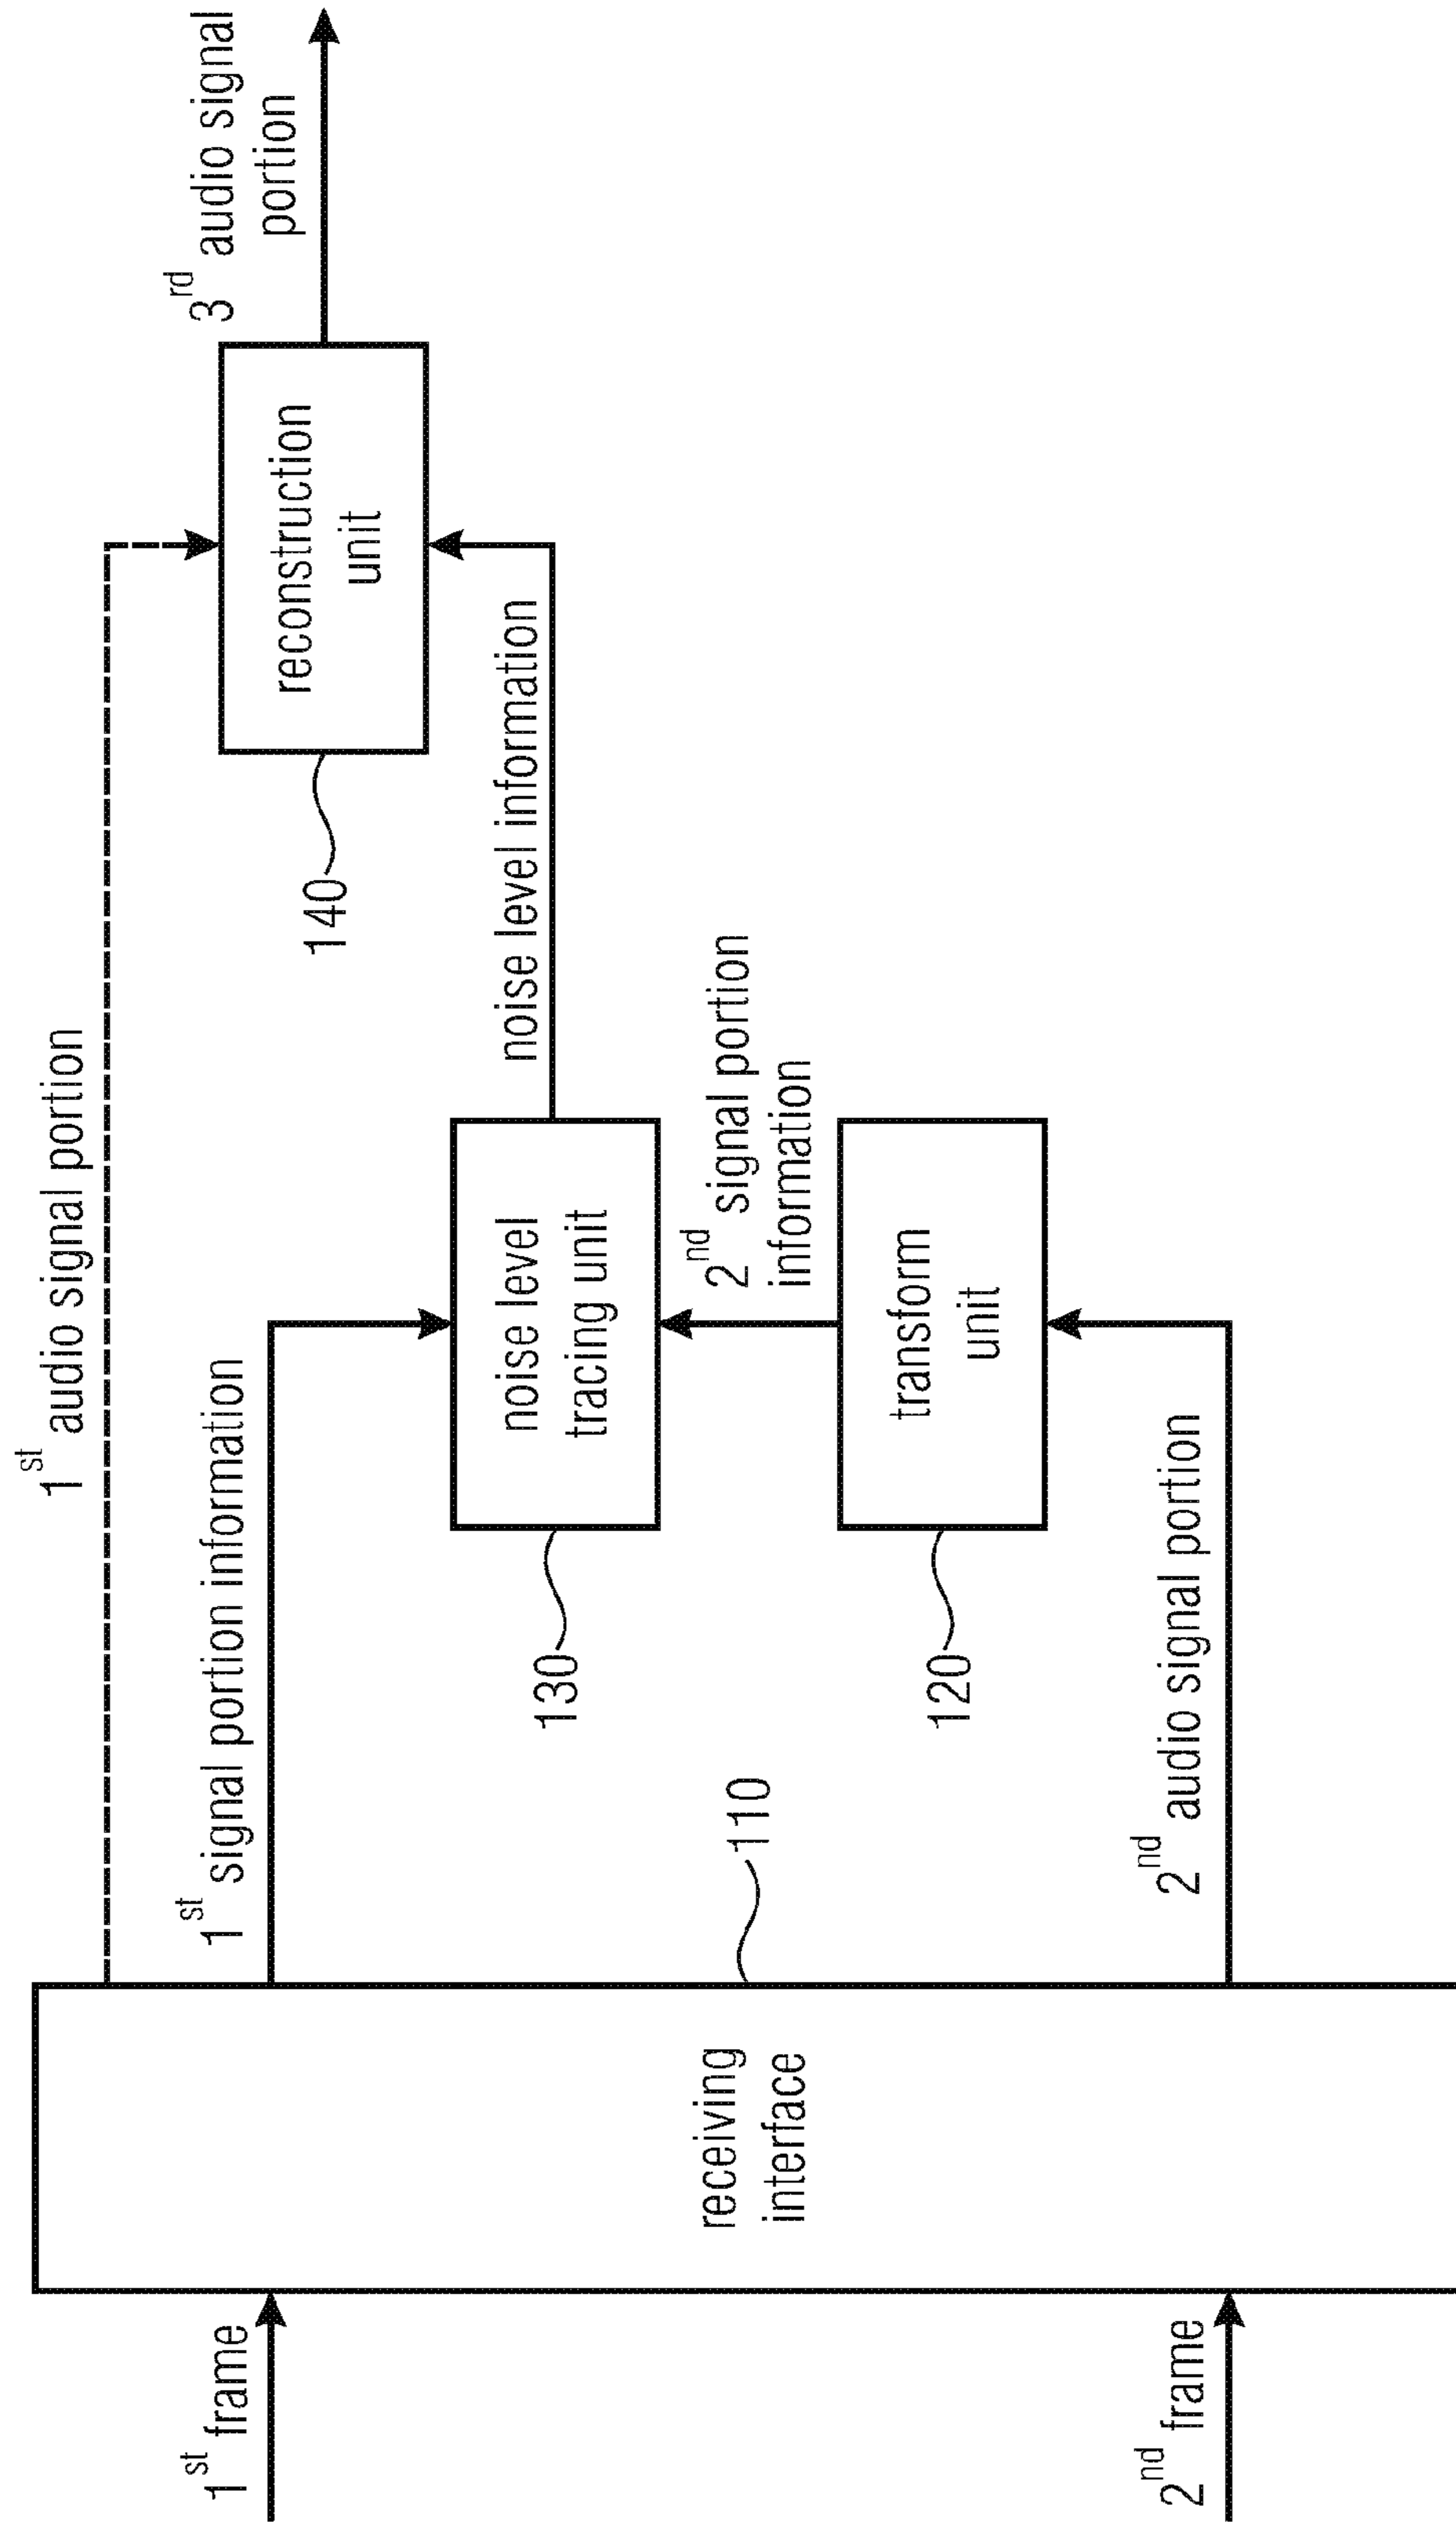 1st frame
2nd frame
receiving
interface
110
1st audio signal portion
1st signal portion information
2nd audio signal portion
130
noise level
tracing unit
120
transform
unit
2nd signal portion
information
noise level information
140
reconstruction
unit
3rd audio signal
portion